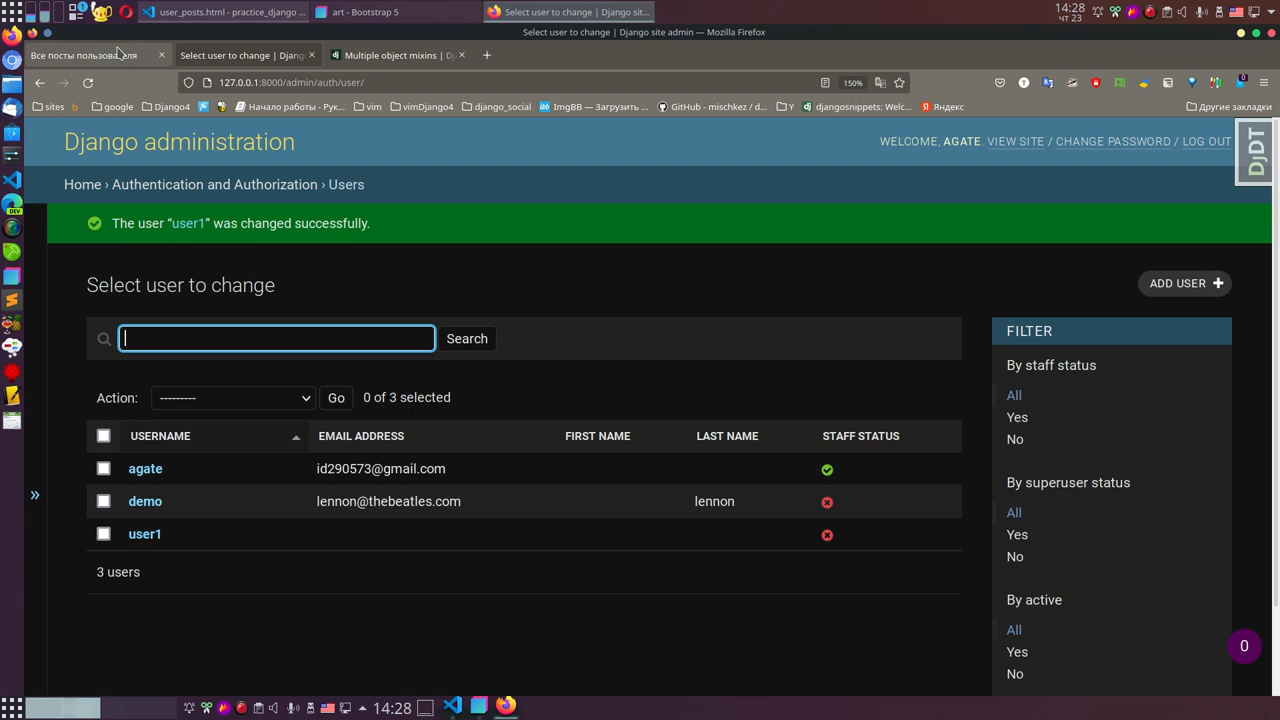 user_posts.html - practice_django ...
art - Bootstrap 5
Select user to change | Django sit...
14:28
чт 23
Select user to change | Django site admin — Mozilla Firefox
Все посты пользователя
Select user to change | Djang
Multiple object mixins | D
127.0.0.1:8000/admin/auth/user/
150%
sites
google
Django4
Начало работы - Рук...
vim
vimDjango4
django_social
ImgBB — Загрузить ...
GitHub - mischkez / d...
Y
djangosnippets: Welc...
Яндекс
Другие закладки
Django administration
WELCOME, AGATE. VIEW SITE / CHANGE PASSWORD / LOG OUT
DjDT
Home › Authentication and Authorization › Users
The user “user1” was changed successfully.
Select user to change
ADD USER +
Search
FILTER
By staff status
All
Yes
No
By superuser status
All
Yes
No
By active
All
Yes
No
Action: --------- Go 0 of 3 selected
USERNAME EMAIL ADDRESS FIRST NAME LAST NAME STAFF STATUS
agate id290573@gmail.com
demo lennon@thebeatles.com lennon
user1
3 users
»
0
DEV
14:28